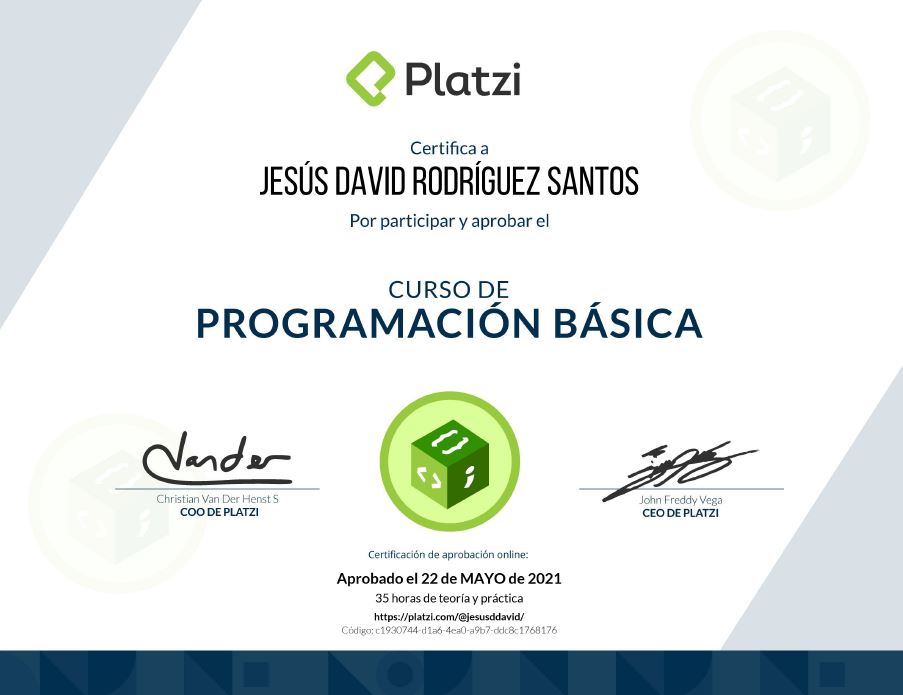 Platzi
Certifica a
JESÚS DAVID RODRÍGUEZ SANTOS
Por participar y aprobar el
CURSO DE
PROGRAMACIÓN BÁSICA
Vander
Christian Van Der Henst S
COO DE PLATZI
John Freddy Vega
CEO DE PLATZI
Certificación de aprobación online:
Aprobado el 22 de MAYO de 2021
35 horas de teoría y práctica
https://platzi.com/@jesusddavid/
Código: c1930744-d1a6-4ea0-a9b7-ddc8c1768176